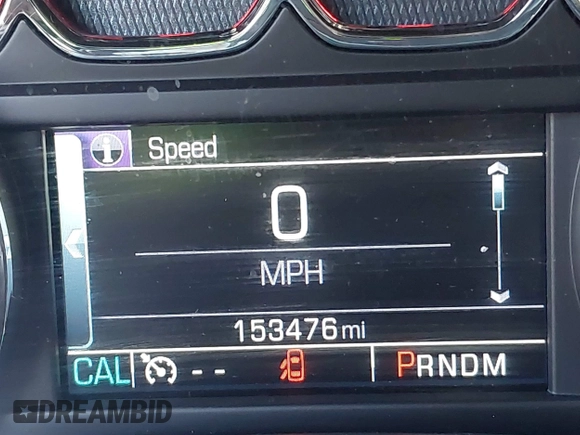 Speed
0
MPH
153476 mi
CAL -- PRNDM
DREAMBID